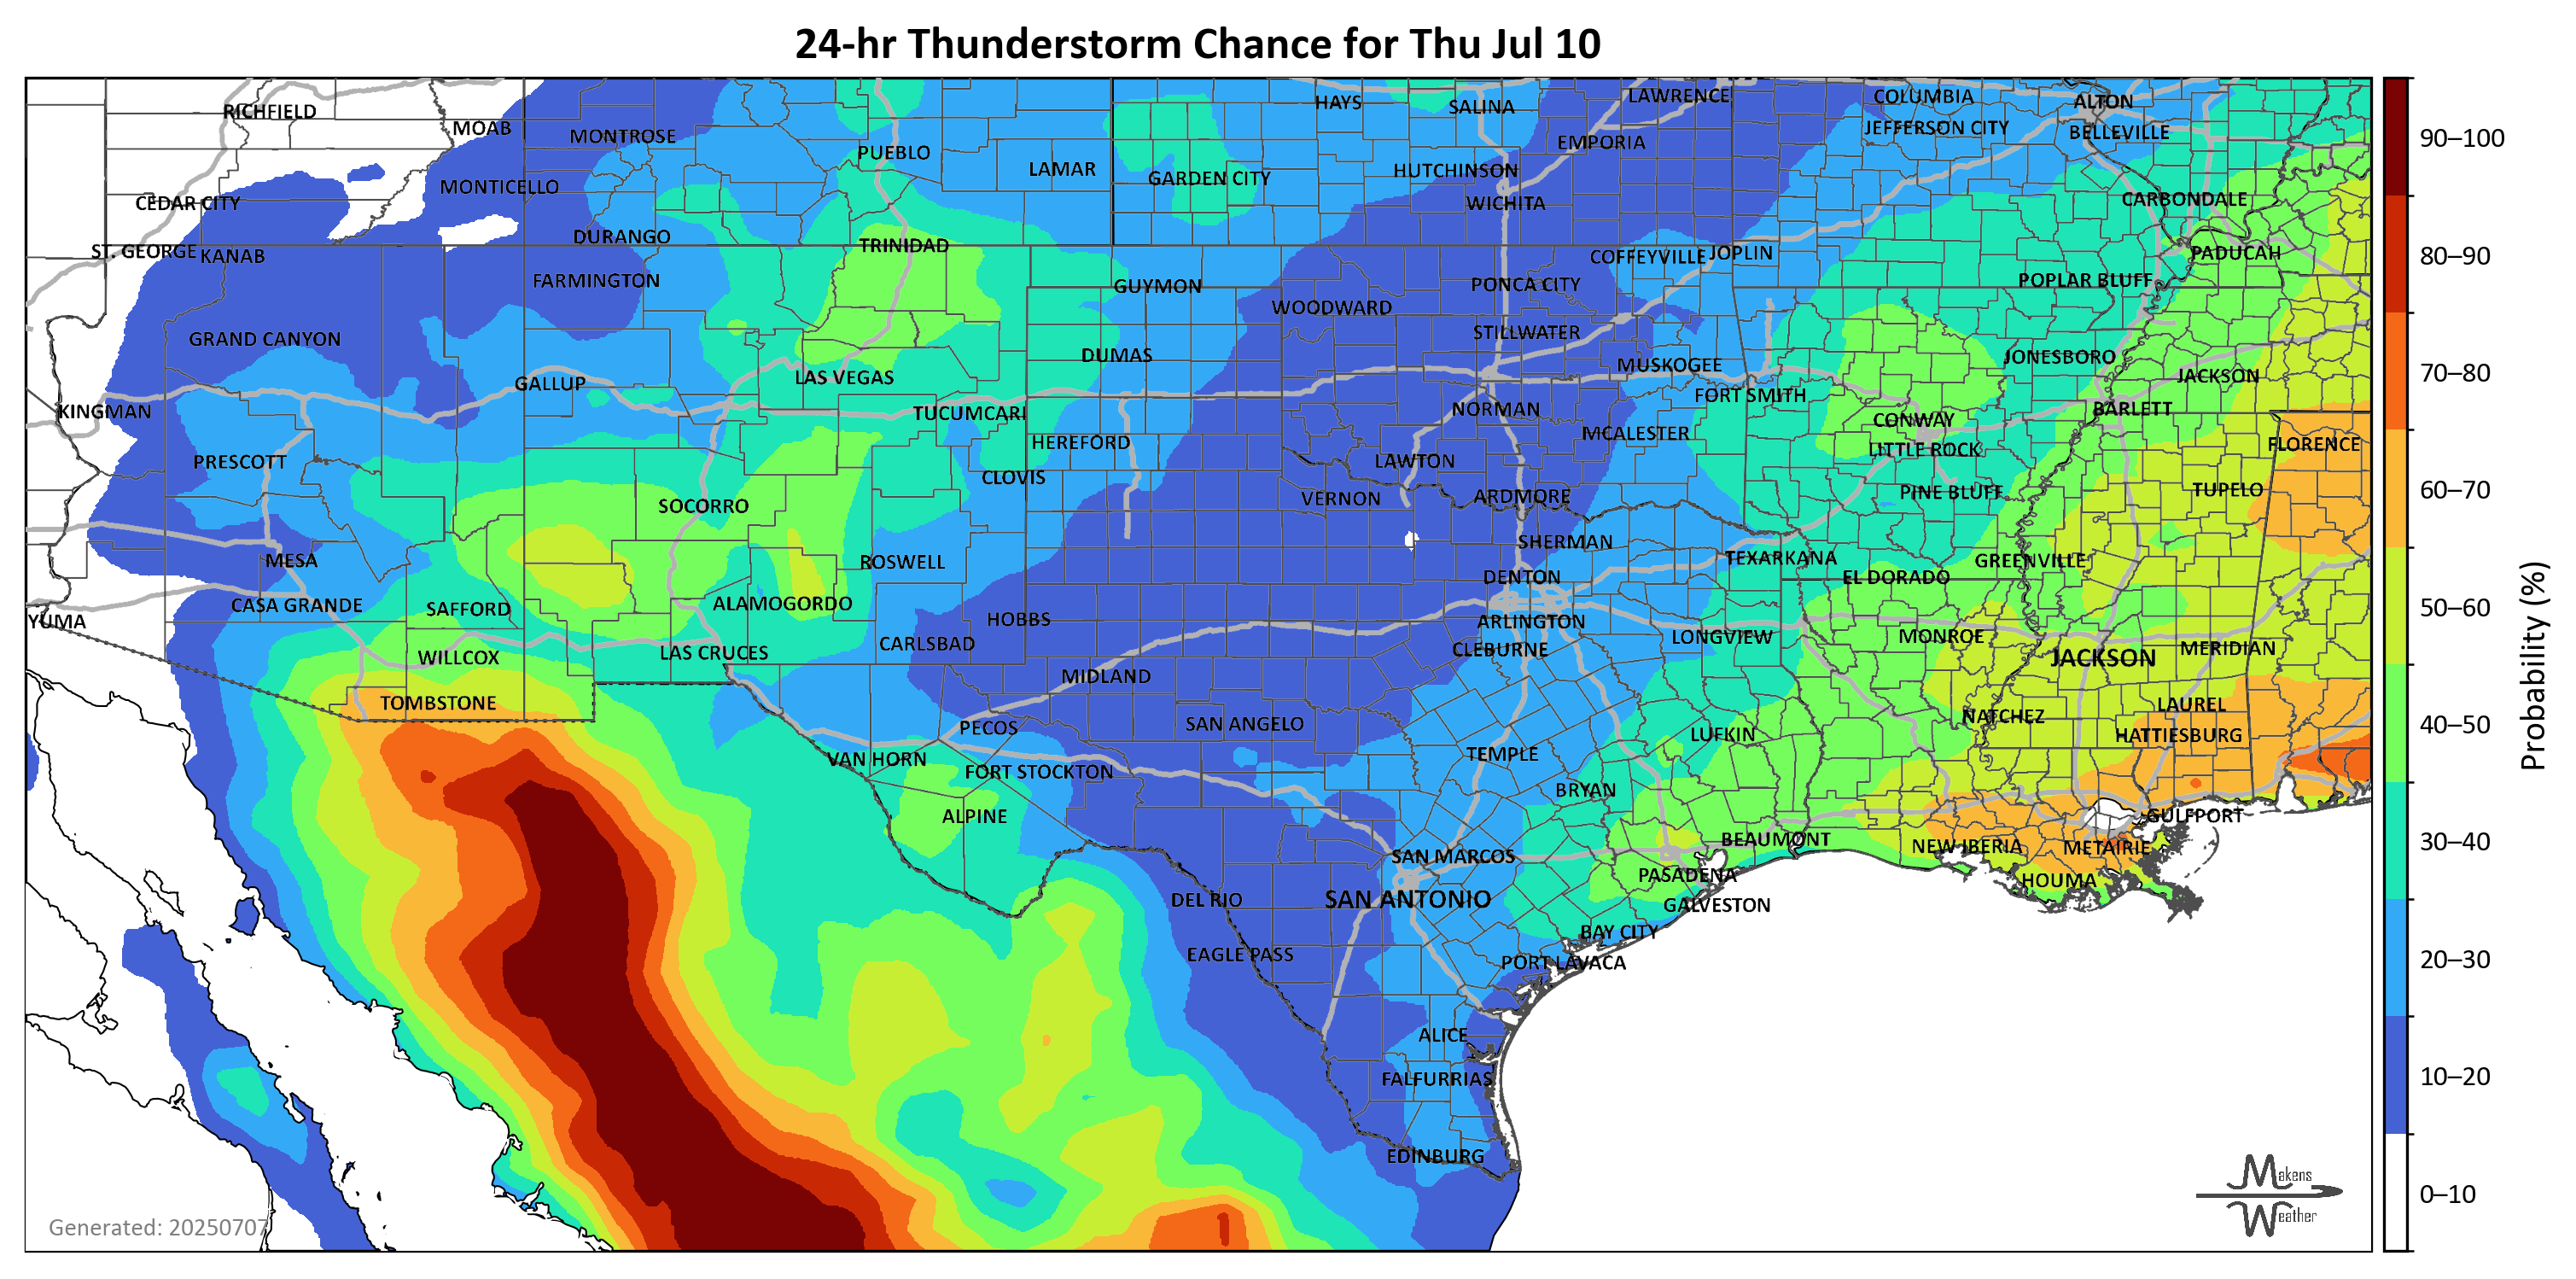 24-hr Thunderstorm Chance for Thu Jul 10
RICHFIELD
MOAB
MONTROSE
PUEBLO
LAMAR
HAYS
SALINA
LAWRENCE
COLUMBIA
ALTON
JEFFERSON CITY
BELLEVILLE
EMPORIA
HUTCHINSON
GARDEN CITY
MONTICELLO
CEDAR CITY
WICHITA
CARBONDALE
DURANGO
TRINIDAD
ST. GEORGE
KANAB
FARMINGTON
GUYMON
COFFEYVILLE
JOPLIN
PADUCAH
POPLAR BLUFF
PONCA CITY
WOODWARD
STILLWATER
GRAND CANYON
DUMAS
JONESBORO
MUSKOGEE
JACKSON
GALLUP
LAS VEGAS
FORT SMITH
KINGMAN
TUCUMCARI
NORMAN
BARLETT
CONWAY
MCALESTER
HEREFORD
FLORENCE
LITTLE ROCK
PRESCOTT
LAWTON
CLOVIS
TUPELO
PINE BLUFF
VERNON
ARDMORE
SOCORRO
SHERMAN
MESA
ROSWELL
TEXARKANA
GREENVILLE
DENTON
EL DORADO
CASA GRANDE
SAFFORD
ALAMOGORDO
YUMA
HOBBS
ARLINGTON
LONGVIEW
MONROE
CARLSBAD
CLEBURNE
MERIDIAN
WILLCOX
LAS CRUCES
JACKSON
MIDLAND
TOMBSTONE
LAUREL
NATCHEZ
PECOS
SAN ANGELO
LUFKIN
HATTIESBURG
VAN HORN
TEMPLE
FORT STOCKTON
BRYAN
ALPINE
GULFPORT
BEAUMONT
SAN MARCOS
NEW IBERIA
METAIRIE
PASADENA
HOUMA
DEL RIO
SAN ANTONIO
GALVESTON
BAY CITY
EAGLE PASS
PORT LAVACA
ALICE
FALFURRIAS
EDINBURG
Generated: 20250707
Makens
Weather
90–100
80–90
70–80
60–70
50–60
40–50
30–40
20–30
10–20
0–10
Probability (%)